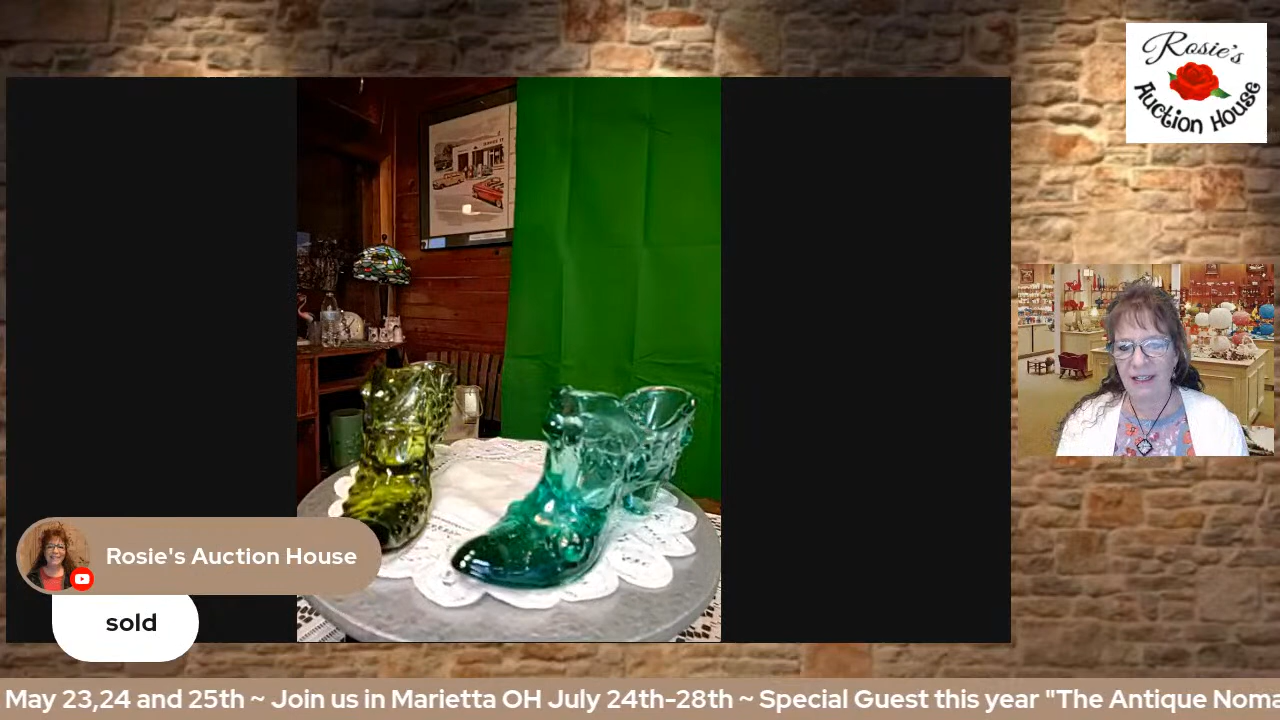 Rosie's
Auction House
Rosie's Auction House
sold
May 23,24 and 25th ~ Join us in Marietta OH July 24th-28th ~ Special Guest this year "The Antique Noma